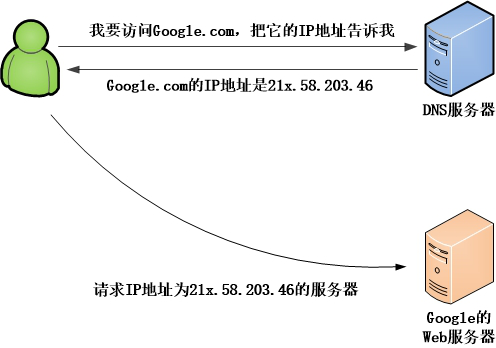 我要访问Google.com，把它的IP地址告诉我
Google.com的IP地址是21x.58.203.46
DNS服务器
请求IP地址为21x.58.203.46的服务器
Google的
Web服务器